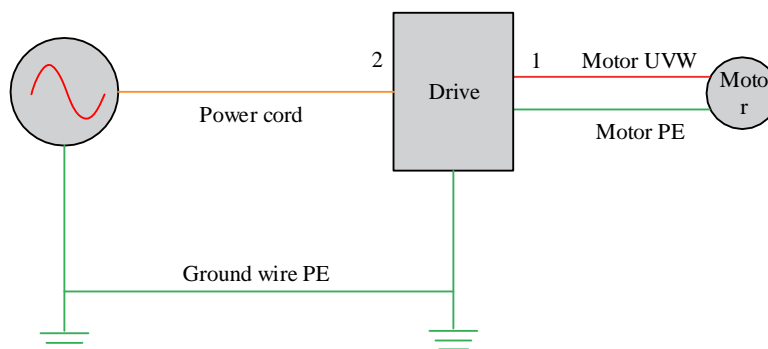 2
1
Motor UVW
Drive
Moto
r
Power cord
Motor PE
Ground wire PE